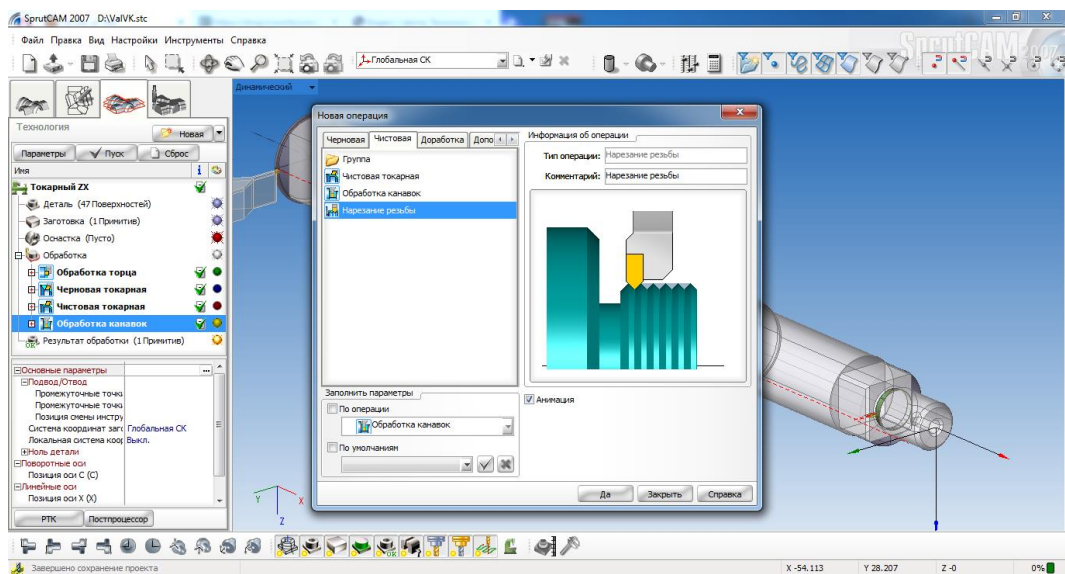 SprutCAM 2007 D:\ValVK.stc
Файл Правка Вид Настройки Инструменты Справка
Глобальная СК
SprutCAM 2007
Динамический
Технология
Новая
Параметры Пуск Сброс
Имя
Токарный ZX
Деталь (47 Поверхностей)
Заготовка (1 Примитив)
Оснастка (Пусто)
Обработка
Обработка торца
Черновая токарная
Чистовая токарная
Обработка канавок
Результат обработки (1 Примитив)
Основные параметры ...
Подвод/Отвод
Промежуточные точки
Промежуточные точки
Позиция смены инстру
Система координат заго Глобальная СК
Локальная система коор Выкл.
Ноль детали
Поворотные оси
Позиция оси C (C)
Линейные оси
Позиция оси X (X)
РТК Постпроцессор
Новая операция
Черновая Чистовая Доработка Допо
Группа
Чистовая токарная
Обработка канавок
Нарезание резьбы
Заполнить параметры
По операции
Обработка канавок
По умолчаниям
Информация об операции
Тип операции: Нарезание резьбы
Комментарий: Нарезание резьбы
Анимация
Да Закрыть Справка
Y X
Z
OK
Завершено сохранение проекта X -54.113 Y 28.207 Z -0 0%